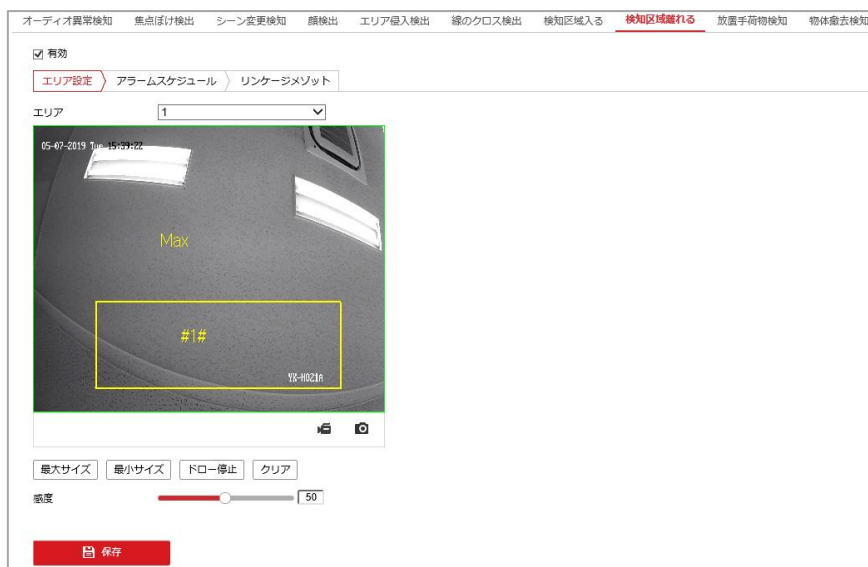 オーディオ異常検知 焦点ぼけ検出 シーン変更検知 顔検出 エリア侵入検出 線のクロス検出 検知区域入る 検知区域離れる 放置手荷物検知 物体撤去検知
有効
エリア設定 アラームスケジュール リンケージメゾット
エリア 1
05-07-2019 Tue 15:39:22
Max
#1#
YK-H021A
最大サイズ 最小サイズ ドロー停止 クリア
感度 50
保存